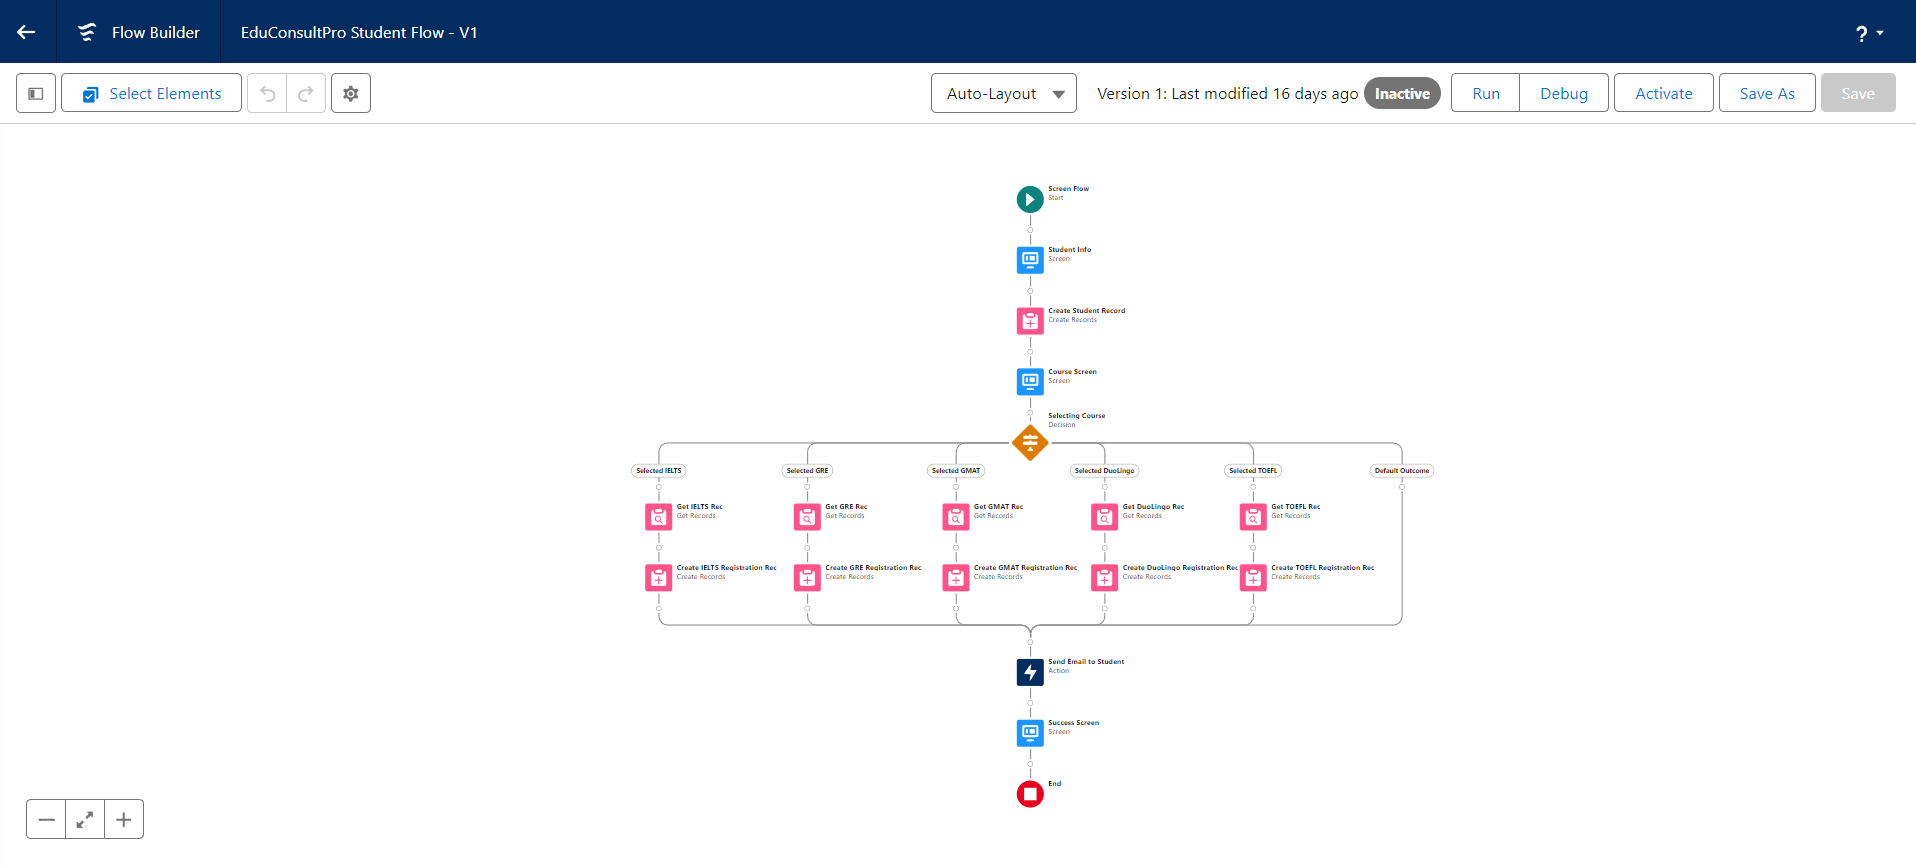 Flow Builder
EduConsultPro Student Flow - V1
?
Select Elements
Auto-Layout
Version 1: Last modified 16 days ago
Inactive
Run
Debug
Activate
Save As
Save
Screen Flow
Start
Student Info
Screen
Create Student Record
Create Records
Course Screen
Screen
Selecting Course
Decision
Selected IELTS
Selected GRE
Selected GMAT
Selected DuoLingo
Selected TOEFL
Default Outcome
Get IELTS Rec
Get Records
Get GRE Rec
Get Records
Get GMAT Rec
Get Records
Get DuoLingo Rec
Get Records
Get TOEFL Rec
Get Records
Create IELTS Registration Rec
Create Records
Create GRE Registration Rec
Create Records
Create GMAT Registration Rec
Create Records
Create DuoLingo Registration Rec
Create Records
Create TOEFL Registration Rec
Create Records
Send Email to Student
Action
Success Screen
Screen
End